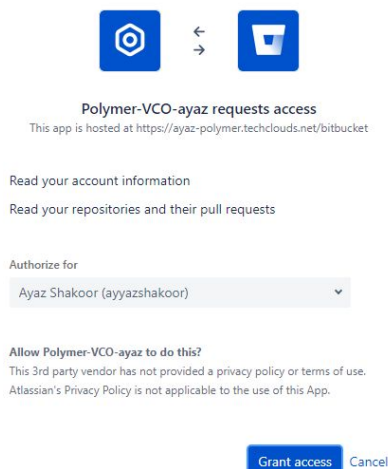 Polymer-VCO-ayaz requests access
This app is hosted at https://ayaz-polymer.techclouds.net/bitbucket
Read your account information
Read your repositories and their pull requests
Authorize for
Ayaz Shakoor (ayyazshakoor)
Allow Polymer-VCO-ayaz to do this?
This 3rd party vendor has not provided a privacy policy or terms of use.
Atlassian's Privacy Policy is not applicable to the use of this App.
Grant access Cancel